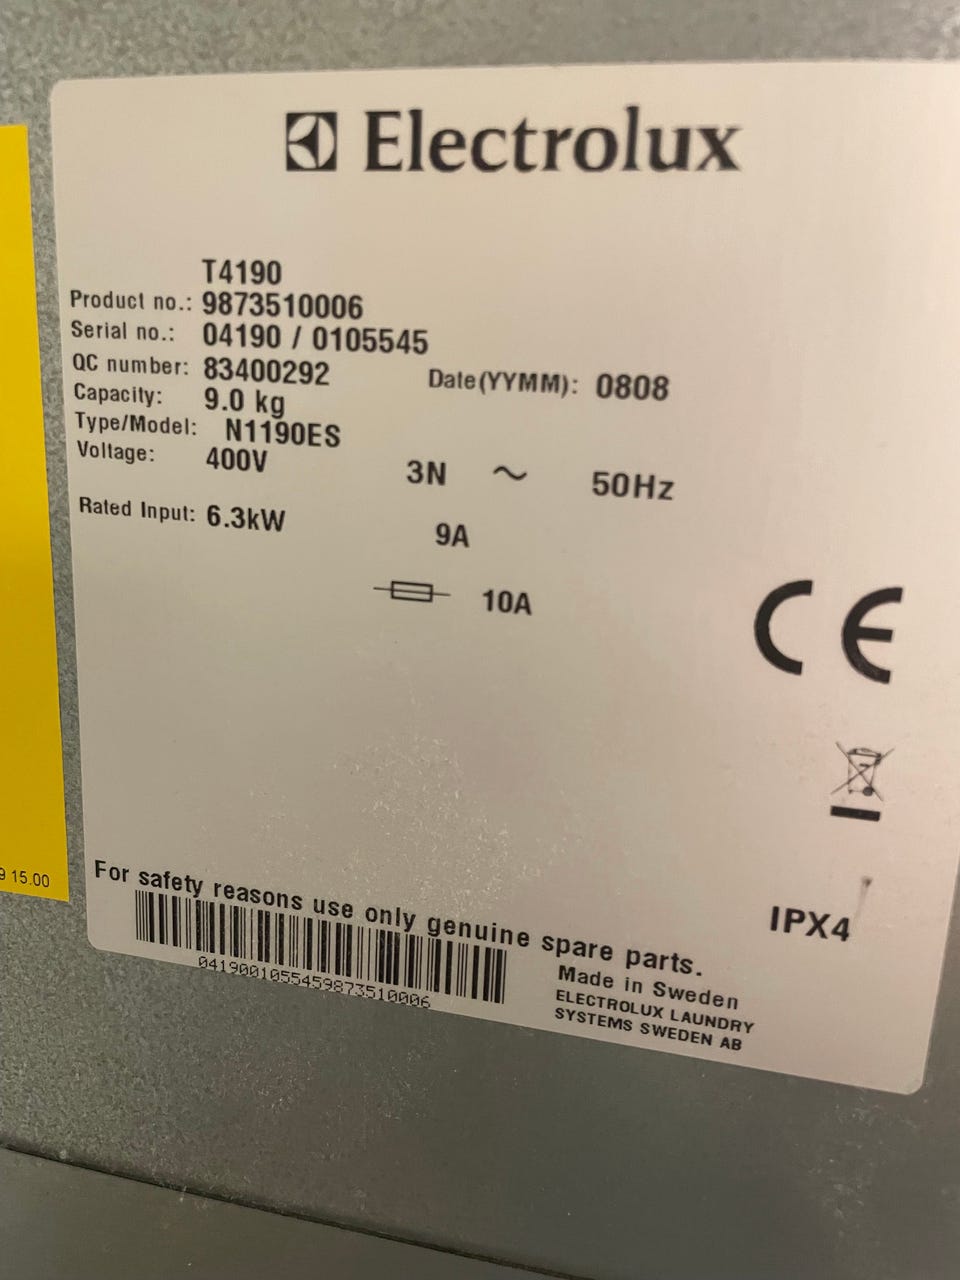 Electrolux
T4190
Product no.: 9873510006
Serial no.: 04190 / 0105545
QC number: 83400292 Date(YYMM): 0808
Capacity: 9.0 kg
Type/Model: N1190ES
Voltage: 400V 3N ~ 50Hz
Rated Input: 6.3kW 9A
10A
CE
9 15.00
IPX4
For safety reasons use only genuine spare parts.
0419001055459873510006
Made in Sweden
ELECTROLUX LAUNDRY
SYSTEMS SWEDEN AB